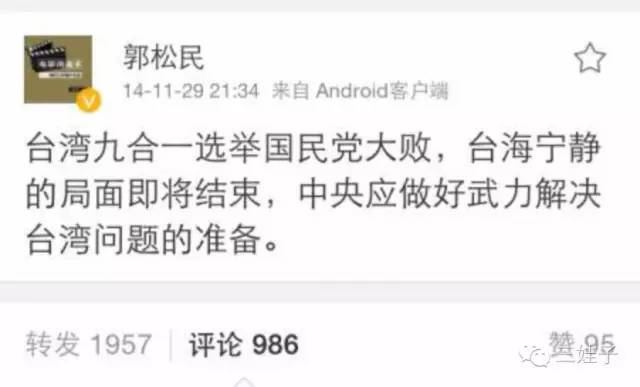 郭松民
14-11-29 21:34 来自 Android客户端
台湾九合一选举国民党大败，台海宁静
的局面即将结束，中央应做好武力解决
台湾问题的准备。
转发 1957 评论 986 赞 95
二娃子